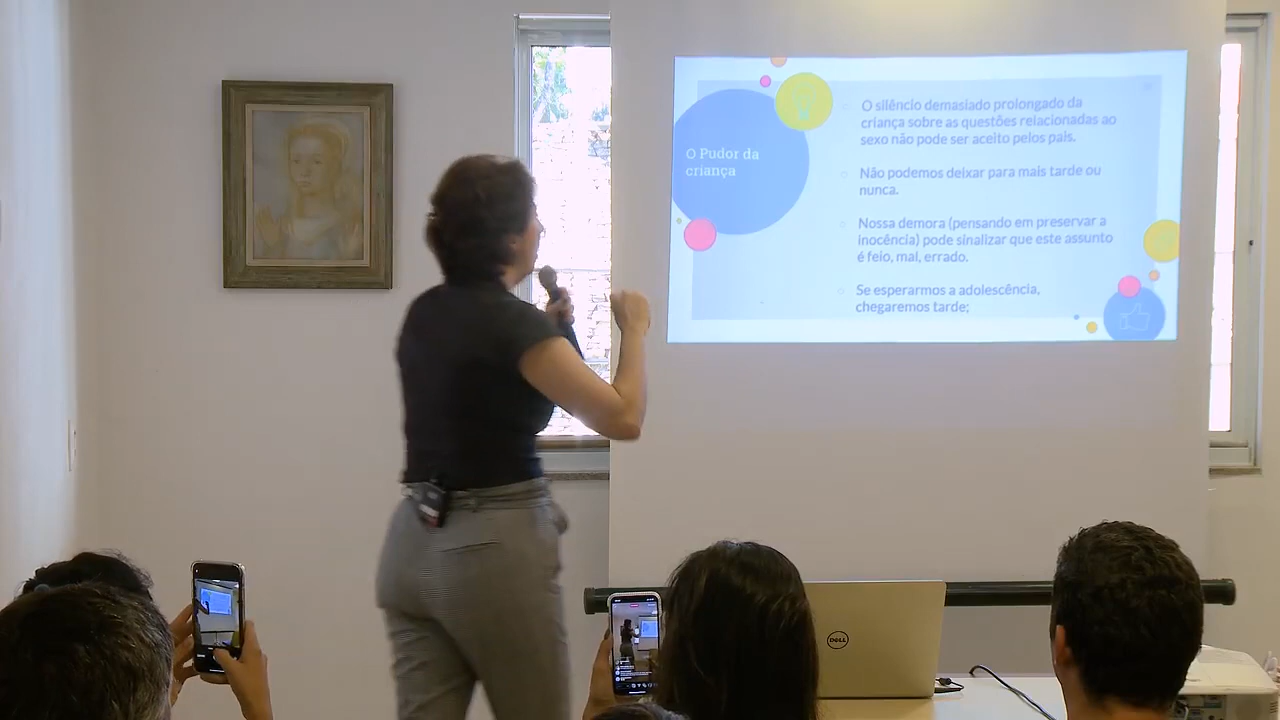 O Pudor da
criança
O silêncio demasiado prolongado da
criança sobre as questões relacionadas ao
sexo não pode ser aceito pelos pais.
Não podemos deixar para mais tarde ou
nunca.
Nossa demora (pensando em preservar a
inocência) pode sinalizar que este assunto
é feio, mal, errado.
Se esperarmos a adolescência,
chegaremos tarde;
DELL